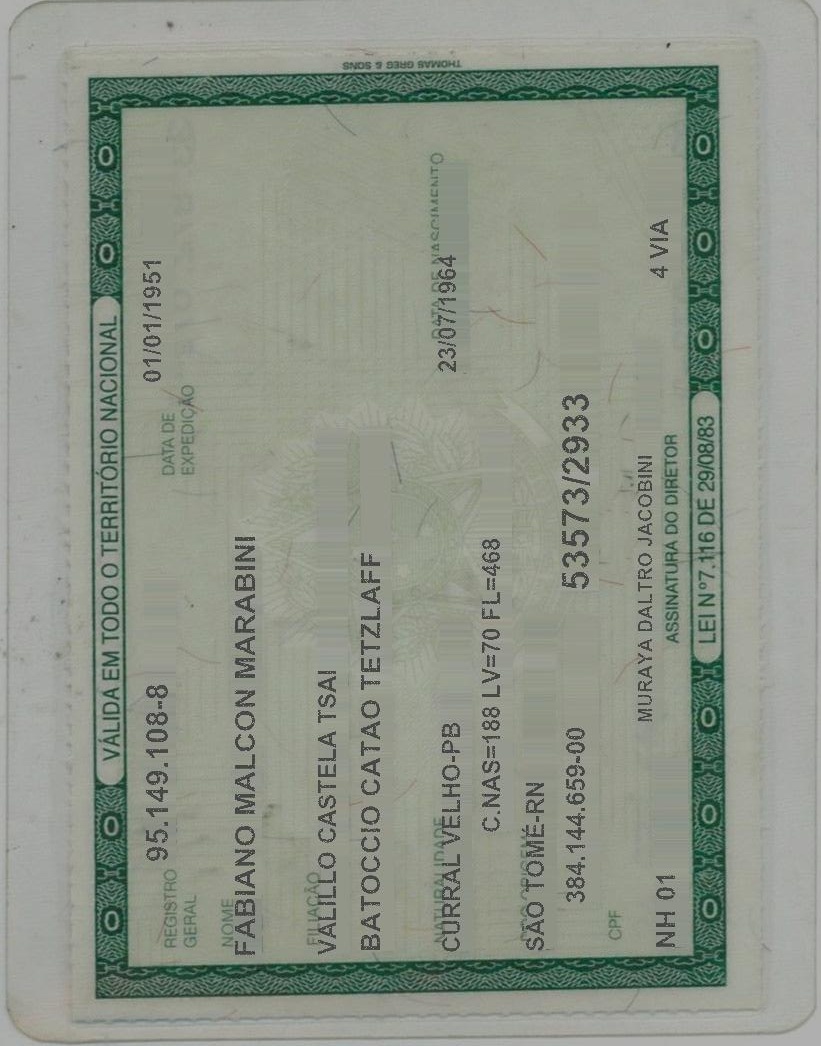 VÁLIDA EM TODO O TERRITÓRIO NACIONAL
REGISTRO GERAL 95.149.108-8 DATA DE EXPEDIÇÃO 01/01/1951
NOME
FABIANO MALCON MARABINI
FILIAÇÃO
VALILLO CASTELA TSAI
BATOCCIO CATAO TETZLAFF
NATURALIDADE DATA DE NASCIMENTO
CURRAL VELHO-PB 23/07/1964
C.NAS=188 LV=70 FL=468
SÃO TOMÉ-RN
384.144.659-00 53573/2933
CPF
MURAYA DALTRO JACOBINI
NH 01 4 VIA
ASSINATURA DO DIRETOR
LEI Nº7.116 DE 29/08/83
THOMAS GREG & SONS